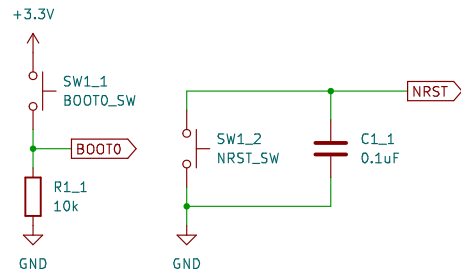 +3.3V
SW1_1
BOOT0_SW
BOOT0
R1_1
10k
GND
NRST
SW1_2
NRST_SW
C1_1
0.1uF
GND